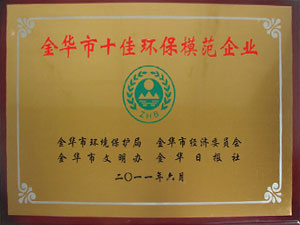 金华市十佳环保模范企业
ZHB
金华市环境保护局 金华市经济委员会
金华市文明办 金华日报社
二〇一一年六月